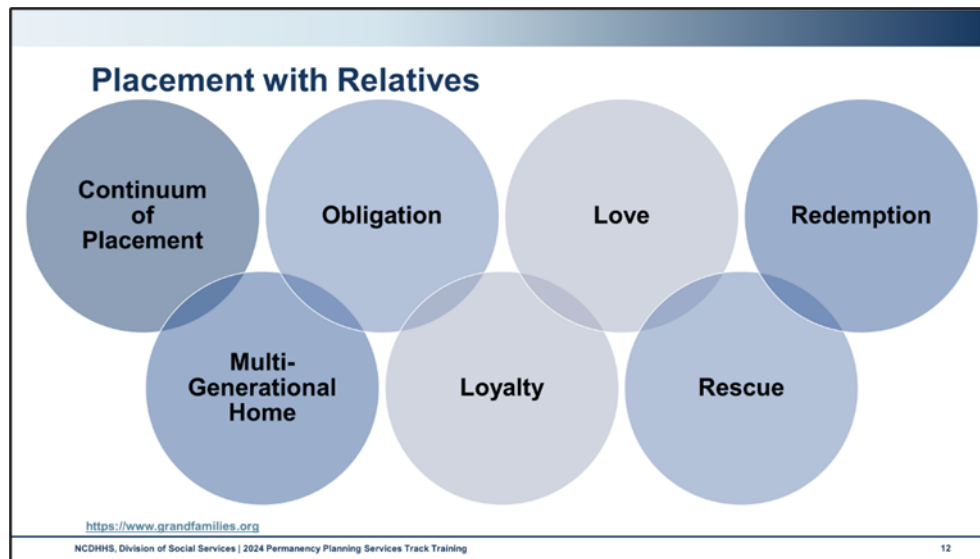 Placement with Relatives
Continuum
of
Placement
Obligation
Love
Redemption
Multi-
Generational
Home
Loyalty
Rescue
https://www.grandfamilies.org
NCDHHS, Division of Social Services | 2024 Permanency Planning Services Track Training
12